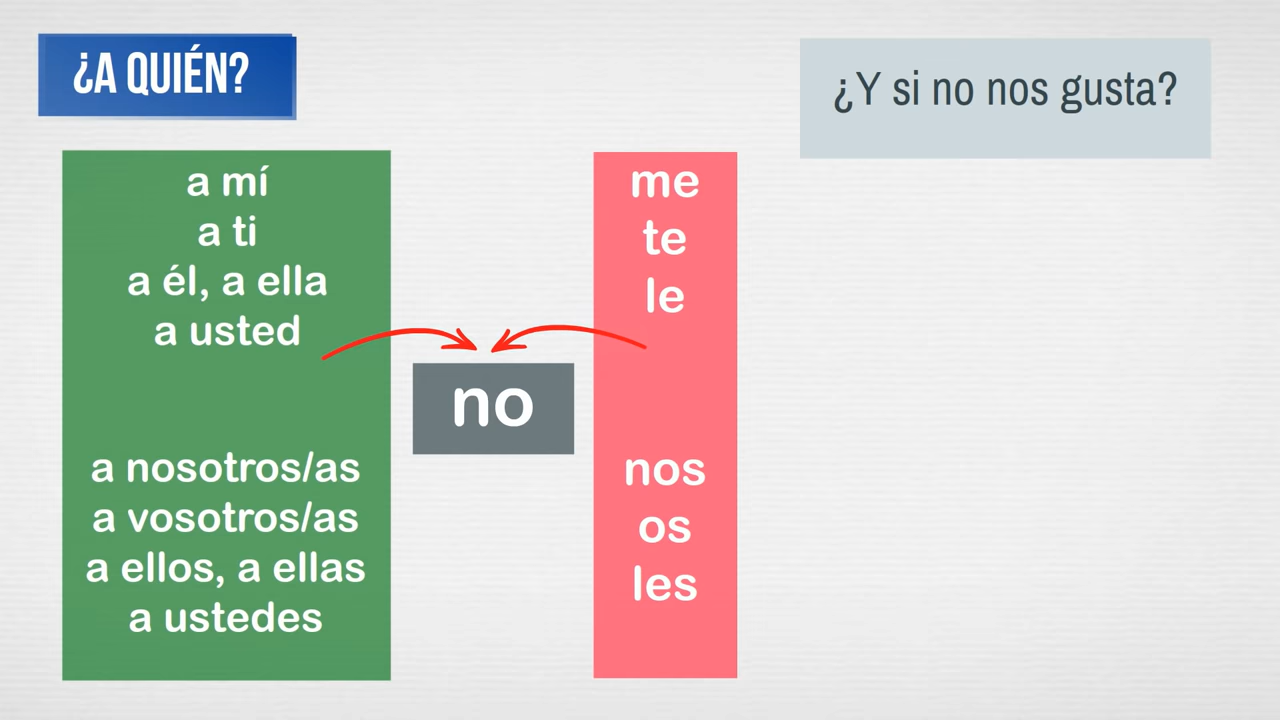 ¿A QUIÉN?
¿Y si no nos gusta?
a mí
a ti
a él, a ella
a usted
a nosotros/as
a vosotros/as
a ellos, a ellas
a ustedes
no
me
te
le
nos
os
les